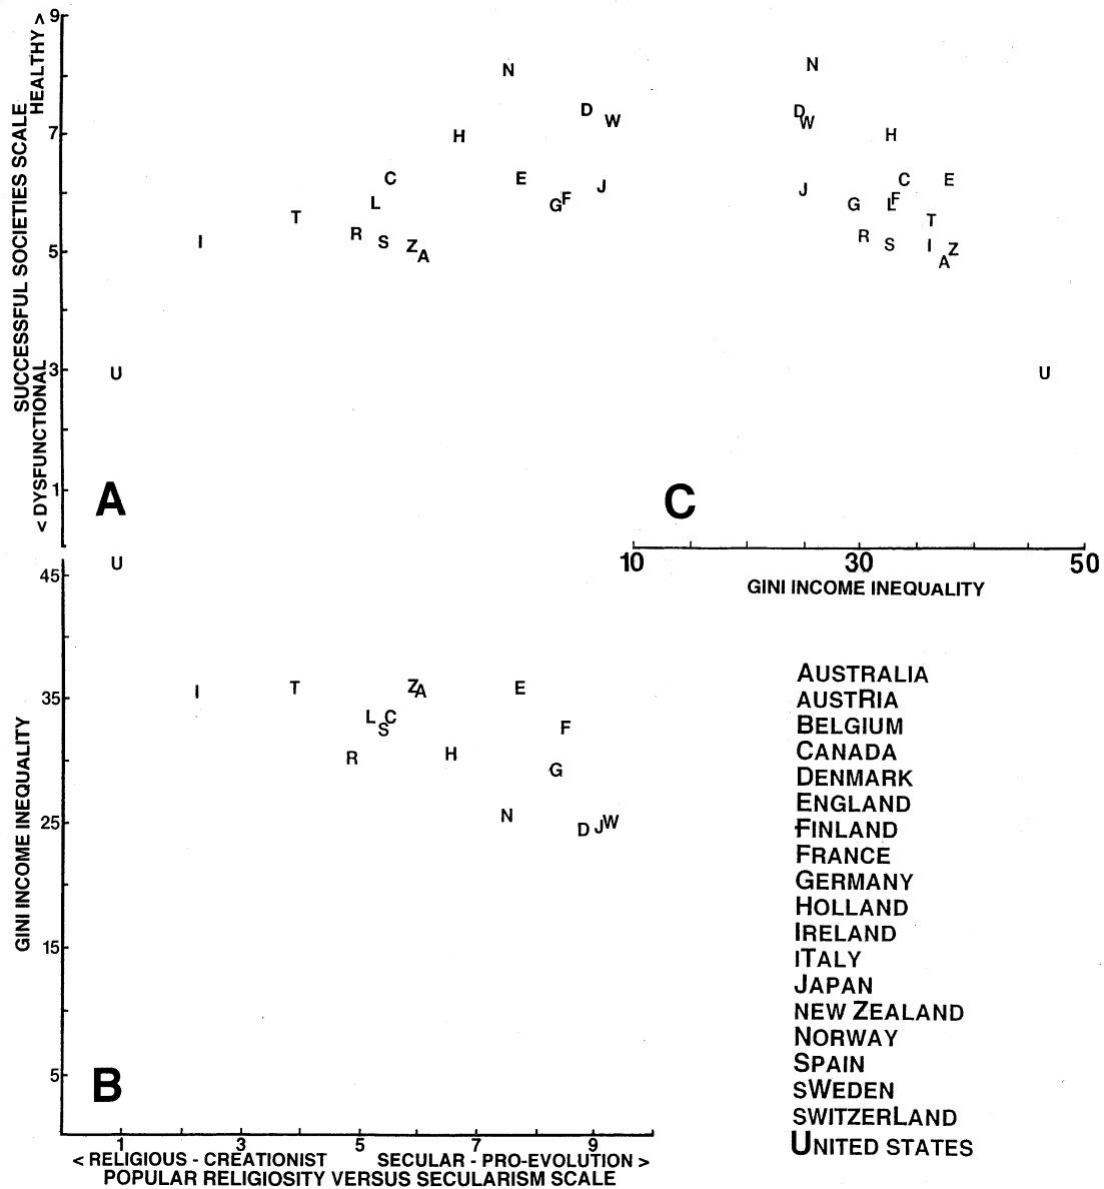 SUCCESSFUL SOCIETIES SCALE
< DYSFUNCTIONAL
HEALTHY >
9
7
5
3
1
N
D
W
H
C
E
J
L
G
F
T
R
S
I
Z
A
U
A
N
D
W
H
C
E
J
G
L
F
T
R
S
I
Z
A
U
C
10
30
50
GINI INCOME INEQUALITY
GINI INCOME INEQUALITY
45
35
25
15
5
U
I
T
Z
A
E
L
C
S
F
R
H
G
N
D
J
W
B
1
3
5
7
9
< RELIGIOUS - CREATIONIST
SECULAR - PRO-EVOLUTION >
POPULAR RELIGIOSITY VERSUS SECULARISM SCALE
AUSTRALIA
AUSTRIA
BELGIUM
CANADA
DENMARK
ENGLAND
FINLAND
FRANCE
GERMANY
HOLLAND
IRELAND
ITALY
JAPAN
NEW ZEALAND
NORWAY
SPAIN
SWEDEN
SWITZERLAND
UNITED STATES